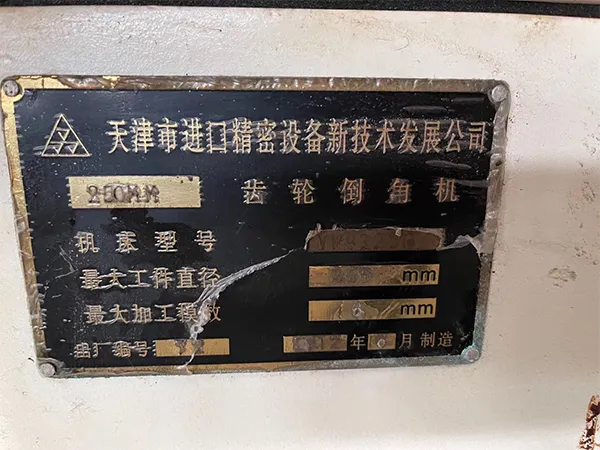 天津市进口精密设备新技术发展公司
250MM 齿轮倒角机
机床型号
最大工件直径 mm
最大加工模数 mm
出厂编号 年 月制造